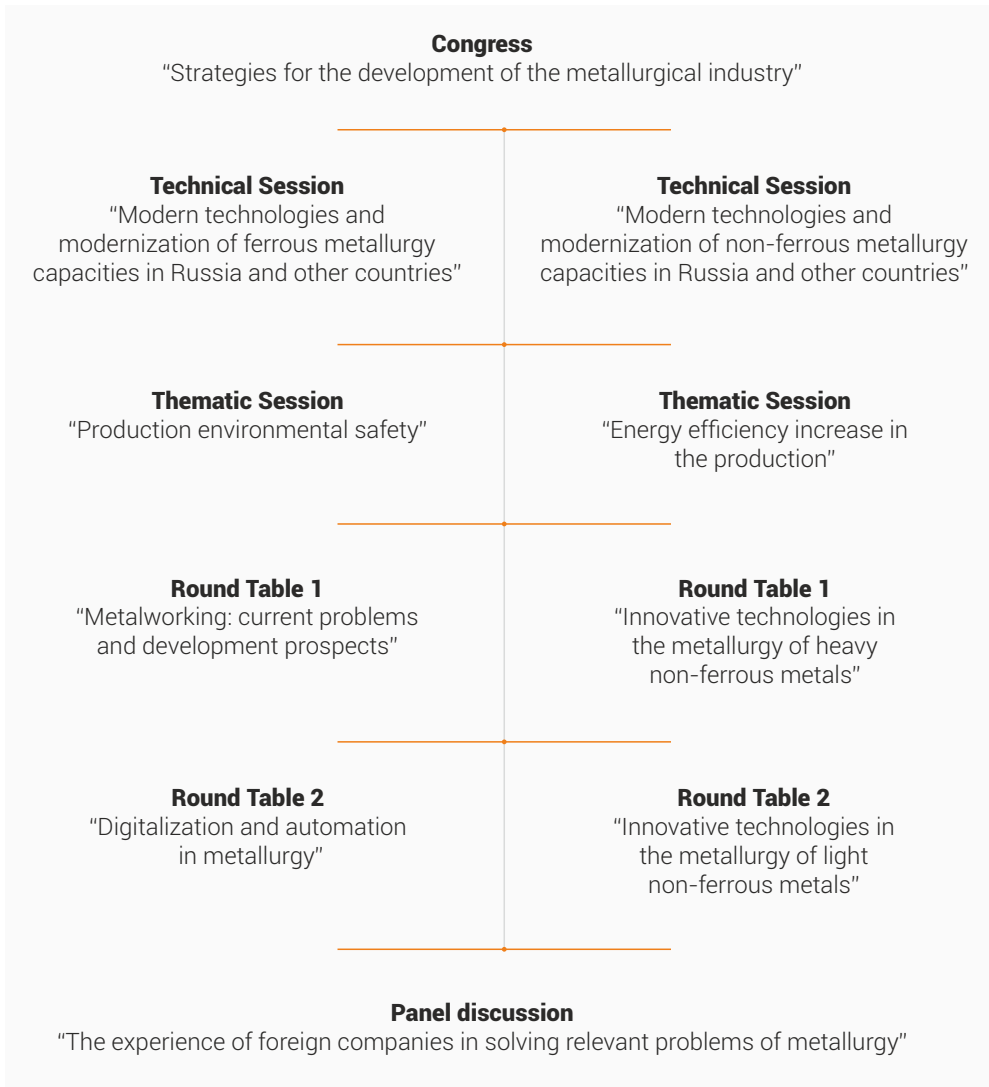 Congress
“Strategies for the development of the metallurgical industry”
Technical Session
“Modern technologies and
modernization of ferrous metallurgy
capacities in Russia and other countries”
Technical Session
“Modern technologies and
modernization of non-ferrous metallurgy
capacities in Russia and other countries”
Thematic Session
“Production environmental safety”
Thematic Session
“Energy efficiency increase in
the production”
Round Table 1
“Metalworking: current problems
and development prospects”
Round Table 1
“Innovative technologies in
the metallurgy of heavy
non-ferrous metals”
Round Table 2
“Digitalization and automation
in metallurgy”
Round Table 2
“Innovative technologies in
the metallurgy of light
non-ferrous metals”
Panel discussion
“The experience of foreign companies in solving relevant problems of metallurgy”